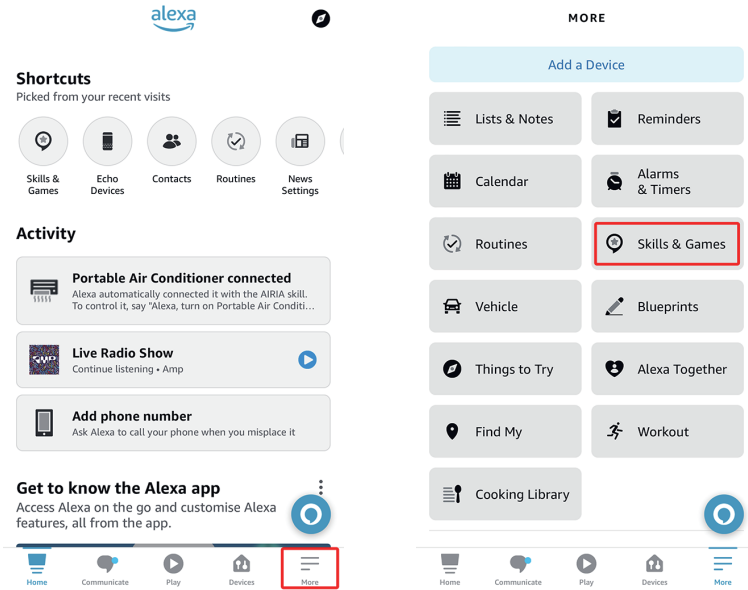 alexa
Shortcuts
Picked from your recent visits
Skills &
Games
Echo
Devices
Contacts
Routines
News
Settings
Activity
Portable Air Conditioner connected
Alexa automatically connected it with the AIRIA skill.
To control it, say "Alexa, turn on Portable Air Conditi...
AMP
Live Radio Show
Continue listening • Amp
Add phone number
Ask Alexa to call your phone when you misplace it
Get to know the Alexa app
Access Alexa on the go and customise Alexa
features, all from the app.
Home
Communicate
Play
Devices
More
MORE
Add a Device
Lists & Notes
Reminders
Calendar
Alarms
& Timers
Routines
Skills & Games
Vehicle
Blueprints
Things to Try
Alexa Together
Find My
Workout
Cooking Library
Home
Communicate
Play
Devices
More